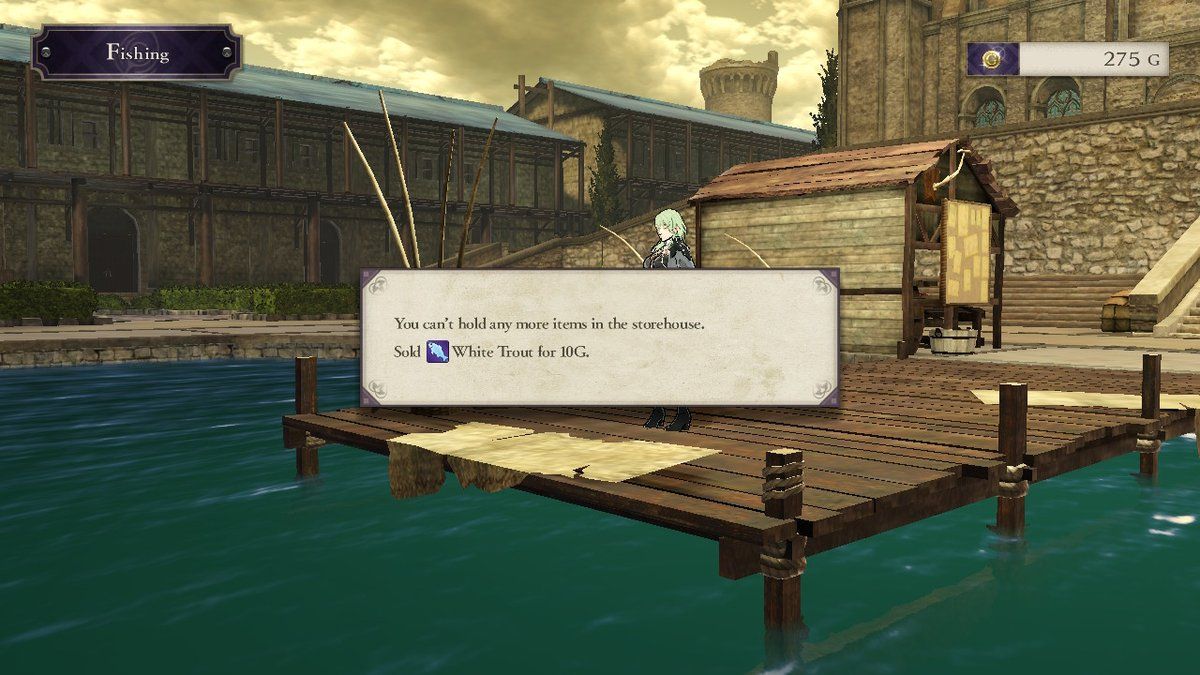 Fishing
275 G
You can't hold any more items in the storehouse.
Sold White Trout for 10G.